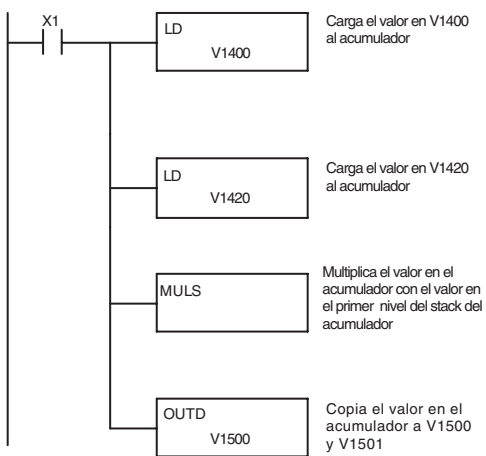 X1
LD
V1400
Carga el valor en V1400
al acumulador
LD
V1420
Carga el valor en V1420
al acumulador
MULS
Multiplica el valor en el
acumulador con el valor en
el primer nivel del stack del
acumulador
OUTD
V1500
Copia el valor en el
acumulador a V1500
y V1501